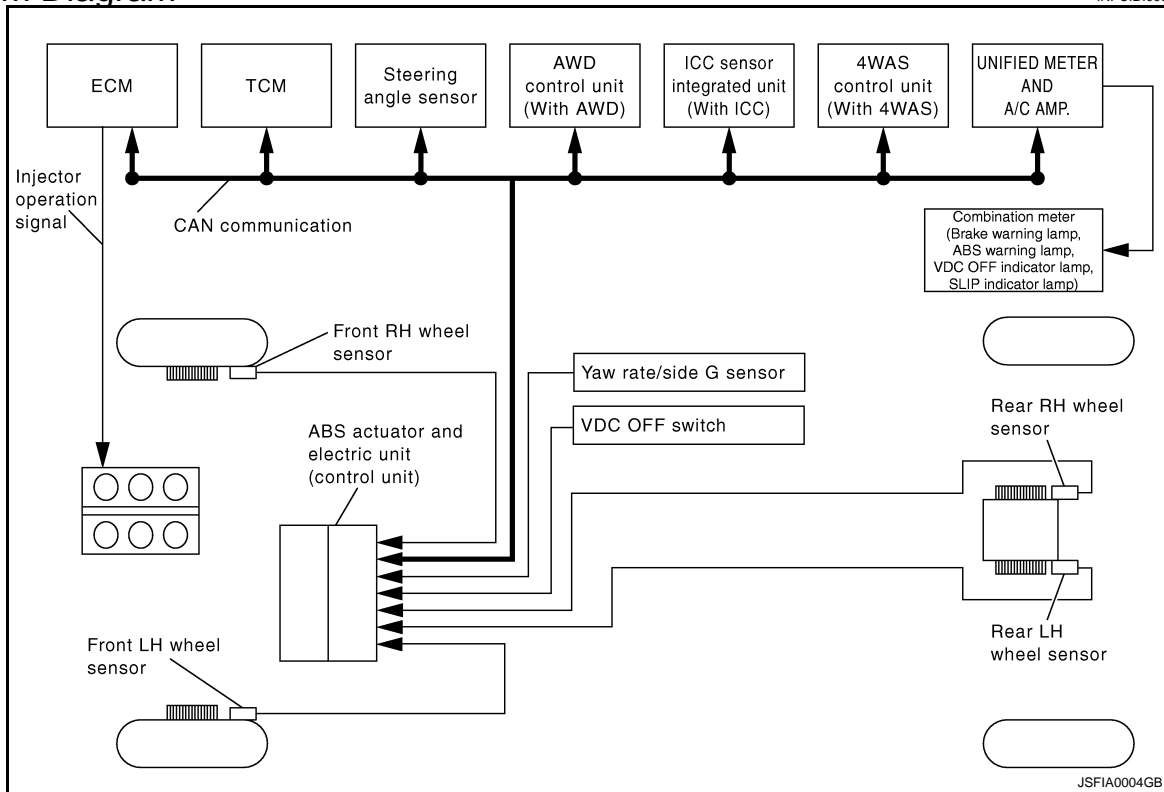 ECM
TCM
Steering
angle sensor
AWD
control unit
(With AWD)
ICC sensor
integrated unit
(With ICC)
4WAS
control unit
(With 4WAS)
UNIFIED METER
AND
A/C AMP.
Injector
operation
signal
CAN communication
Combination meter
(Brake warning lamp,
ABS warning lamp,
VDC OFF indicator lamp,
SLIP indicator lamp)
Front RH wheel
sensor
Yaw rate/side G sensor
VDC OFF switch
Rear RH wheel
sensor
ABS actuator and
electric unit
(control unit)
Front LH wheel
sensor
Rear LH
wheel sensor
JSFIA0004GB